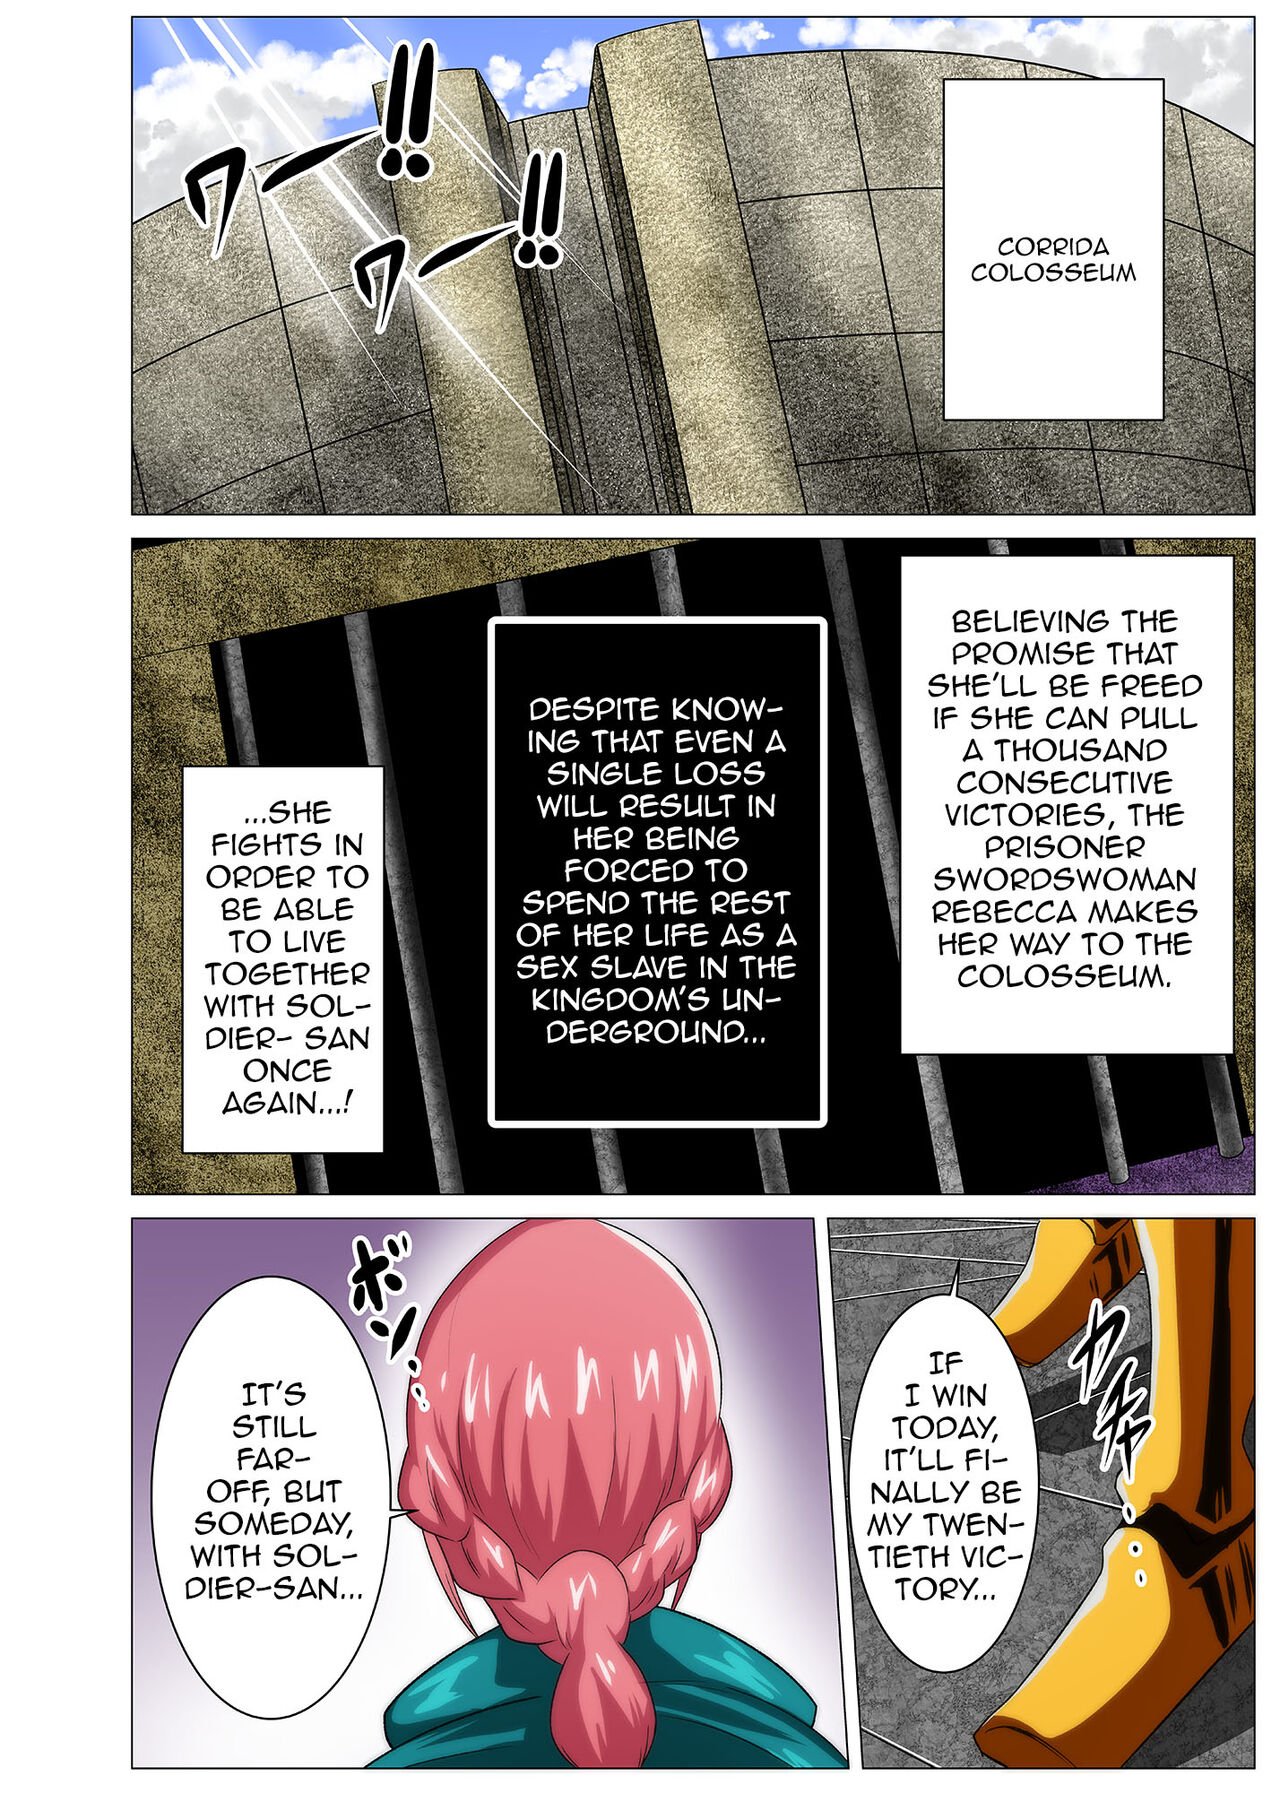 CORRIDA
COLOSSEUM
ワー!!
ワー!!
BELIEVING THE
PROMISE THAT
SHE'LL BE FREED
IF SHE CAN PULL
A THOUSAND
CONSECUTIVE
VICTORIES, THE
PRISONER
SWORDSWOMAN
REBECCA MAKES
HER WAY TO THE
COLOSSEUM.
DESPITE KNOW-
ING THAT EVEN A
SINGLE LOSS
WILL RESULT IN
HER BEING
FORCED TO
SPEND THE REST
OF HER LIFE AS A
SEX SLAVE IN THE
KINGDOM'S UN-
DERGROUND...
...SHE
FIGHTS IN
ORDER TO
BE ABLE
TO LIVE
TOGETHER
WITH SOL-
DIER- SAN
ONCE
AGAIN...!
IF
I WIN
TODAY,
IT'LL FI-
NALLY BE
MY TWEN-
TIETH VIC-
TORY...
カチャ...
ボソ...
IT'S
STILL
FAR-
OFF, BUT
SOMEDAY,
WITH SOL-
DIER-SAN...